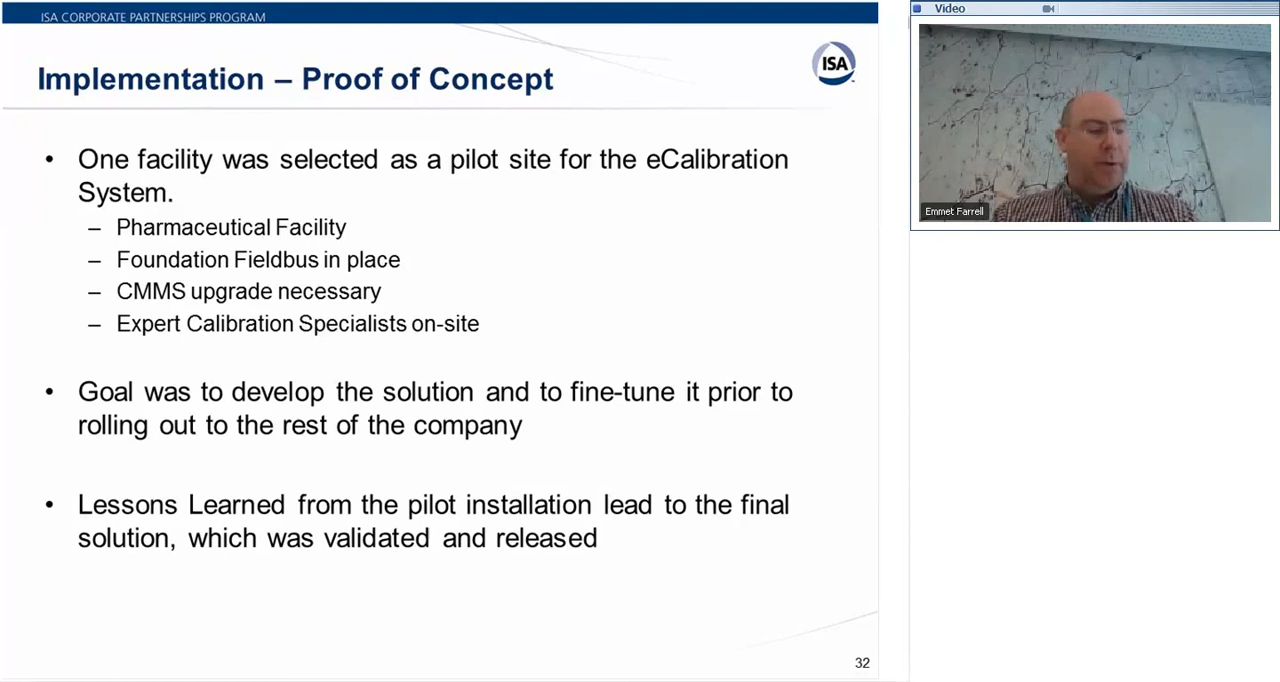 ISA CORPORATE PARTNERSHIPS PROGRAM
Implementation – Proof of Concept
ISA
• One facility was selected as a pilot site for the eCalibration
System.
– Pharmaceutical Facility
– Foundation Fieldbus in place
– CMMS upgrade necessary
– Expert Calibration Specialists on-site
• Goal was to develop the solution and to fine-tune it prior to
rolling out to the rest of the company
• Lessons Learned from the pilot installation lead to the final
solution, which was validated and released
32
Video
Emmet Farrell